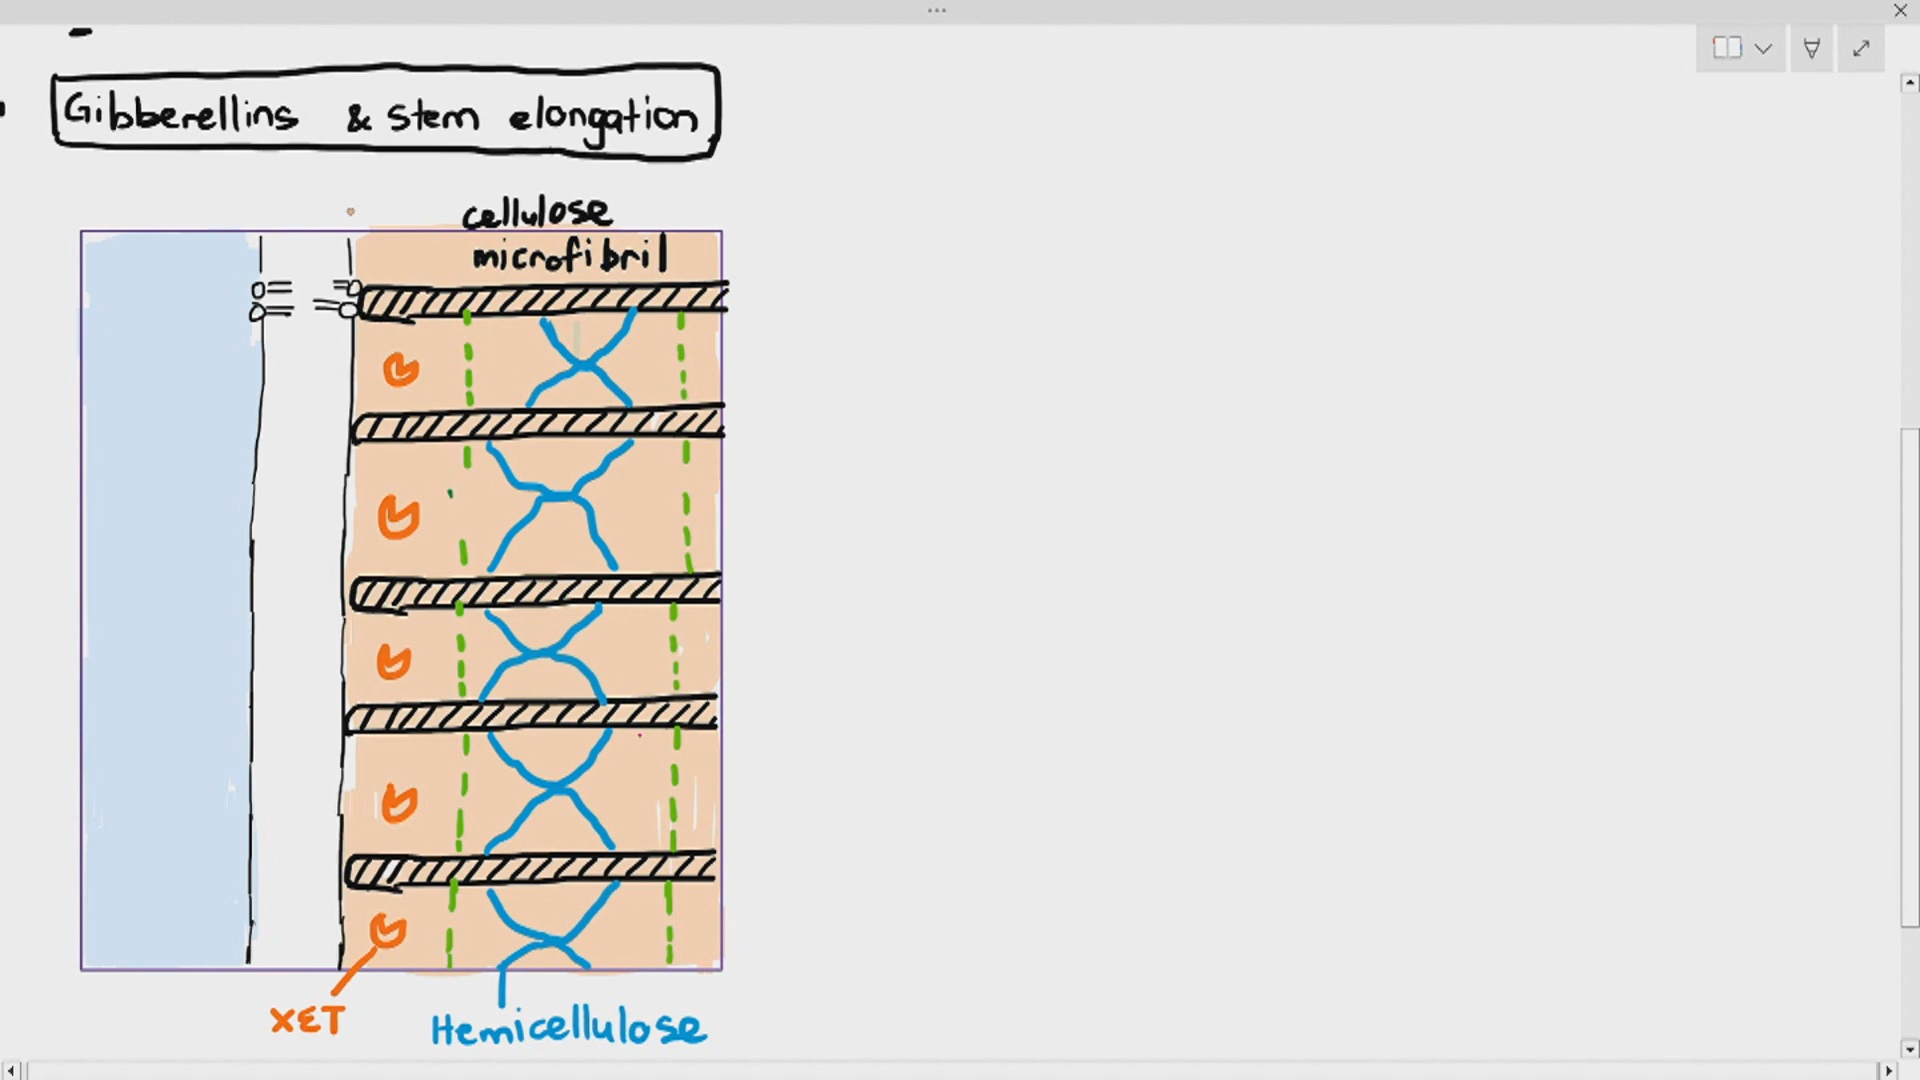 Gibberellins & stem elongation
cellulose
microfibril
XET
Hemicellulose